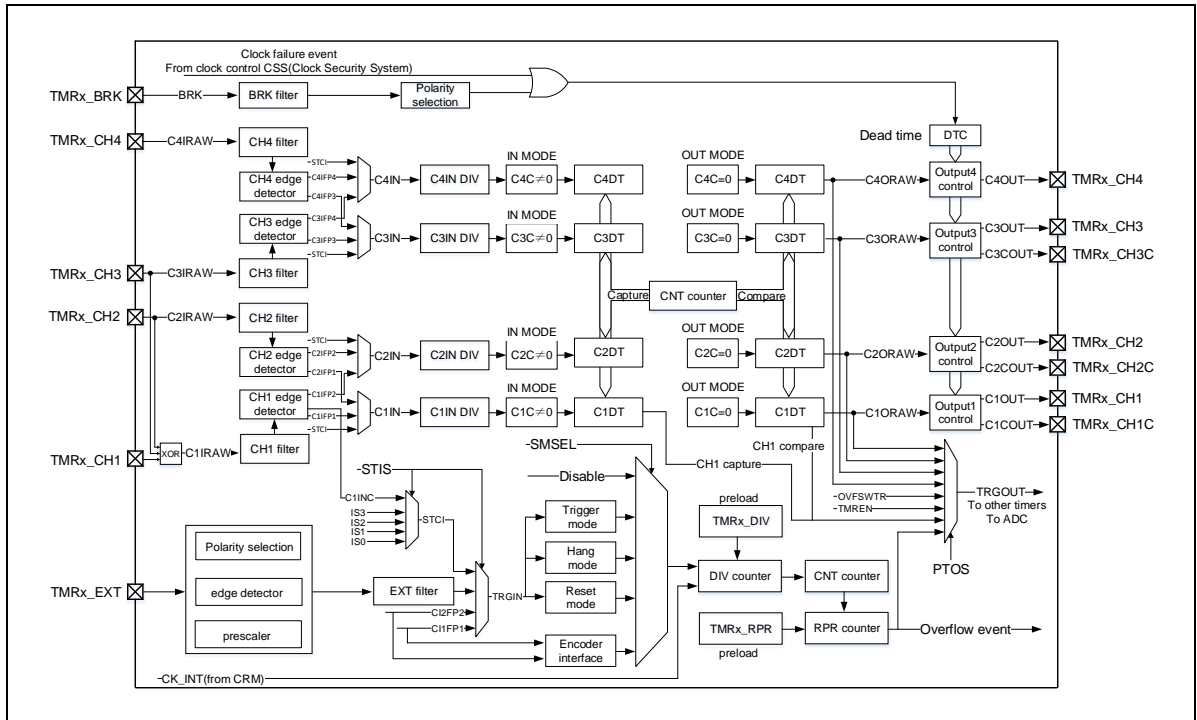 Clock failure event
From clock control CSS(Clock Security System)
TMRx_BRK
BRK
BRK filter
Polarity
selection
TMRx_CH4
C4IRAW
CH4 filter
Dead time
DTC
STCI
C4IFP4
C4IFP3
CH4 edge
detector
C4IN
C4IN DIV
IN MODE
C4C≠0
C4DT
OUT MODE
C4C=0
C4DT
C4ORAW
Output4
control
C4OUT
TMRx_CH4
CH3 edge
detector
C3IFP4
C3IFP3
STCI
C3IN
C3IN DIV
IN MODE
C3C≠0
C3DT
OUT MODE
C3C=0
C3DT
C3ORAW
Output3
control
C3OUT
TMRx_CH3
C3COUT
TMRx_CH3C
TMRx_CH3
C3IRAW
CH3 filter
Capture
CNT counter
Compare
TMRx_CH2
C2IRAW
CH2 filter
STCI
C2IFP2
C2IFP1
CH2 edge
detector
C2IN
C2IN DIV
IN MODE
C2C≠0
C2DT
OUT MODE
C2C=0
C2DT
C2ORAW
Output2
control
C2OUT
TMRx_CH2
C2COUT
TMRx_CH2C
CH1 edge
detector
C1IFP2
C1IFP1
STCI
C1IN
C1IN DIV
IN MODE
C1C≠0
C1DT
OUT MODE
C1C=0
C1DT
C1ORAW
Output1
control
C1OUT
TMRx_CH1
C1COUT
TMRx_CH1C
TMRx_CH1
XOR
C1IRAW
CH1 filter
CH1 compare
CH1 capture
SMSEL
STIS
Disable
C1INC
IS3
IS2
IS1
IS0
STCI
Trigger
mode
Hang
mode
Reset
mode
Encoder
interface
preload
TMRx_DIV
OVFSWTR
TMREN
TRGOUT
To other timers
To ADC
PTOS
Polarity selection
edge detector
prescaler
TMRx_EXT
EXT filter
TRGIN
CI2FP2
CI1FP1
DIV counter
CNT counter
TMRx_RPR
preload
RPR counter
Overflow event
CK_INT(from CRM)